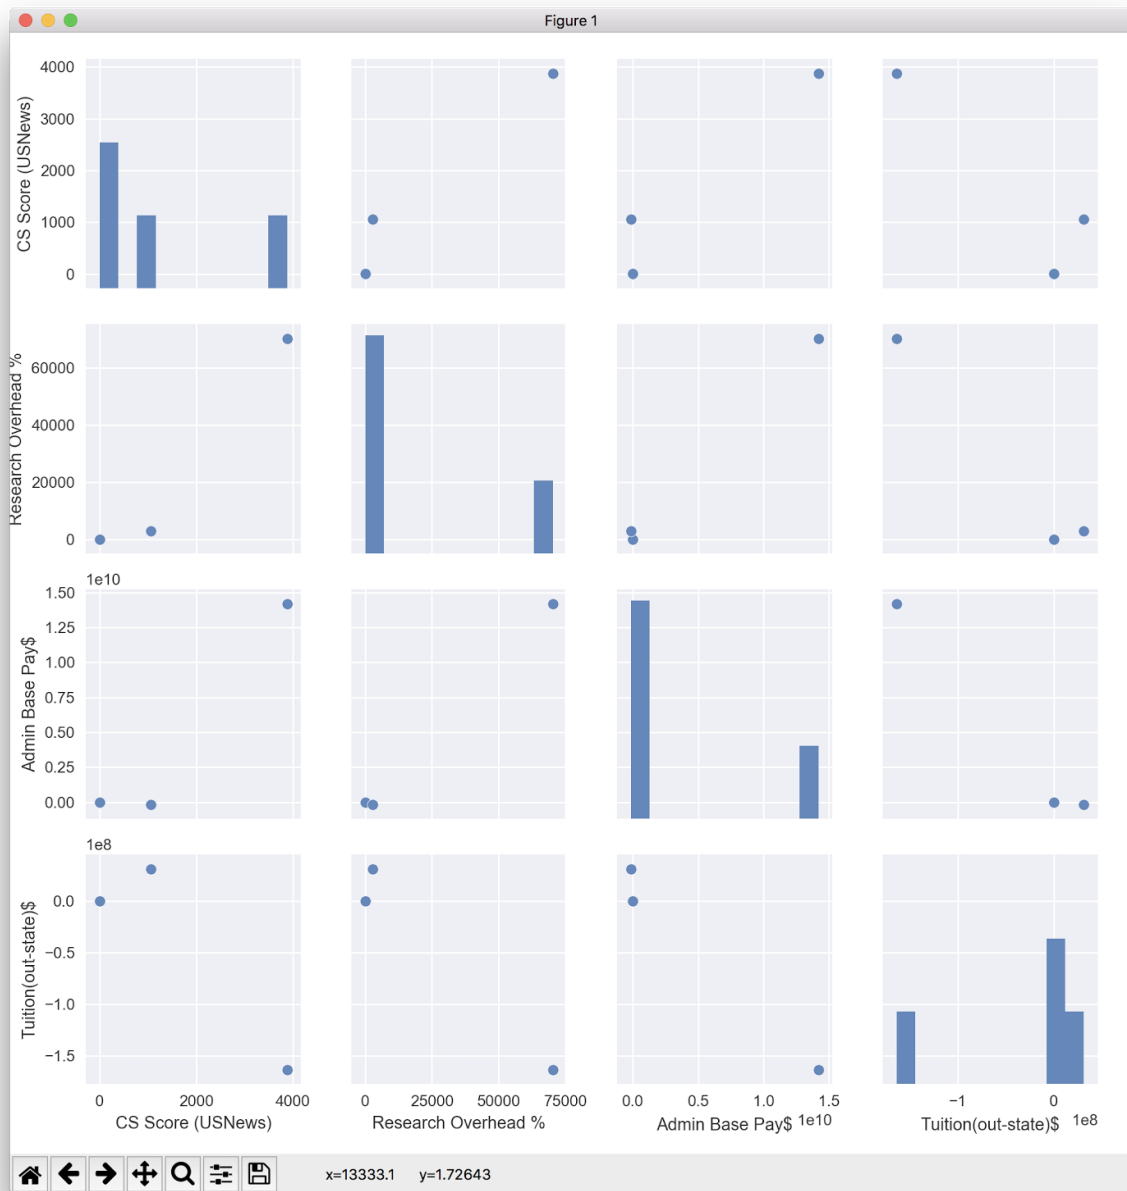 Figure 1
4000
3000
2000
1000
0
CS Score (USNews)
60000
40000
20000
0
Research Overhead %
1e10
1.50
1.25
1.00
0.75
0.50
0.25
0.00
Admin Base Pay$
1e8
0.0
−0.5
−1.0
−1.5
Tuition(out-state)$
0 2000 4000
CS Score (USNews)
0 25000 50000 75000
Research Overhead %
0.0 0.5 1.0 1.5
Admin Base Pay$ 1e10
−1 0
Tuition(out-state)$ 1e8
x=13333.1 y=1.72643